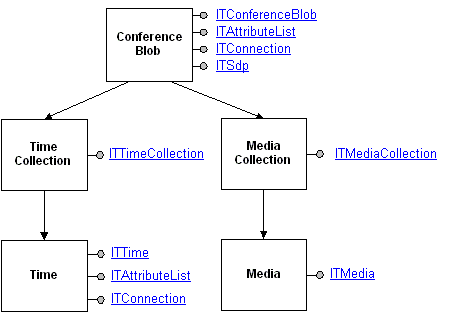 Conference
Blob
ITConferenceBlob
ITAttributeList
ITConnection
ITSdp
Time
Collection
ITTimeCollection
Media
Collection
ITMediaCollection
Time
ITTime
ITAttributeList
ITConnection
Media
ITMedia